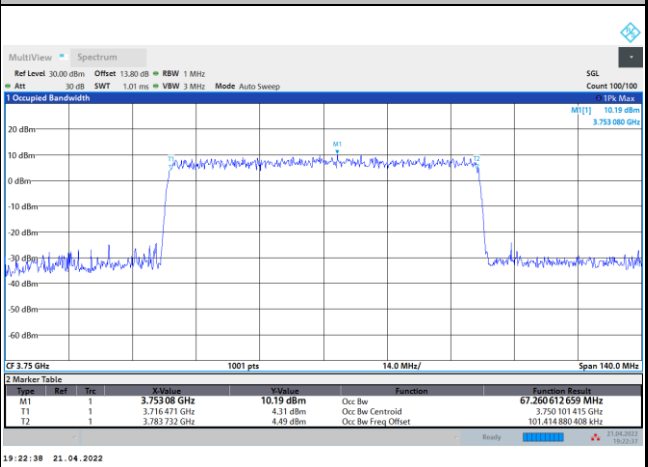 MultiView Spectrum
Ref Level 30.00 dBm Offset 13.80 dB RBW 1 MHz SGL
Att 30 dB SWT 1.01 ms VBW 3 MHz Mode Auto Sweep Count 100/100
1 Occupied Bandwidth 1Pk Max
M1[1] 10.19 dBm
3.753 080 GHz
20 dBm
M1
10 dBm
T1 T2
0 dBm
-10 dBm
-20 dBm
-30 dBm
-40 dBm
-50 dBm
-60 dBm
CF 3.75 GHz 1001 pts 14.0 MHz/ Span 140.0 MHz
2 Marker Table
Type Ref Trc X-Value Y-Value Function Function Result
M1 1 3.753 08 GHz 10.19 dBm Occ Bw 67.260 612 659 MHz
T1 1 3.716 471 GHz 4.31 dBm Occ Bw Centroid 3.750 101 415 GHz
T2 1 3.783 732 GHz 4.49 dBm Occ Bw Freq Offset 101.414 880 408 kHz
Ready 21.04.2022
19:22:37
19:22:38 21.04.2022